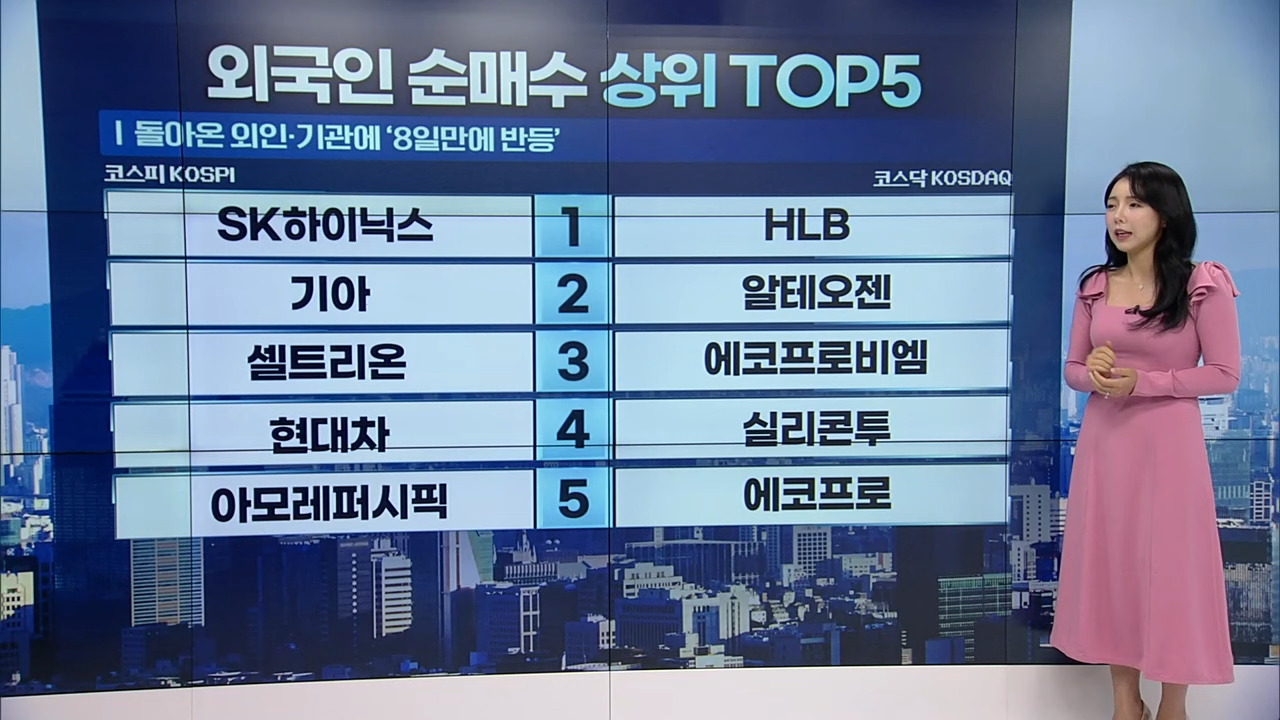 외국인 순매수 상위 TOP5
| 돌아온 외인·기관에 '8일만에 반등'
코스피 KOSPI
코스닥 KOSDAQ
SK하이닉스 1 HLB
기아 2 알테오젠
셀트리온 3 에코프로비엠
현대차 4 실리콘투
아모레퍼시픽 5 에코프로